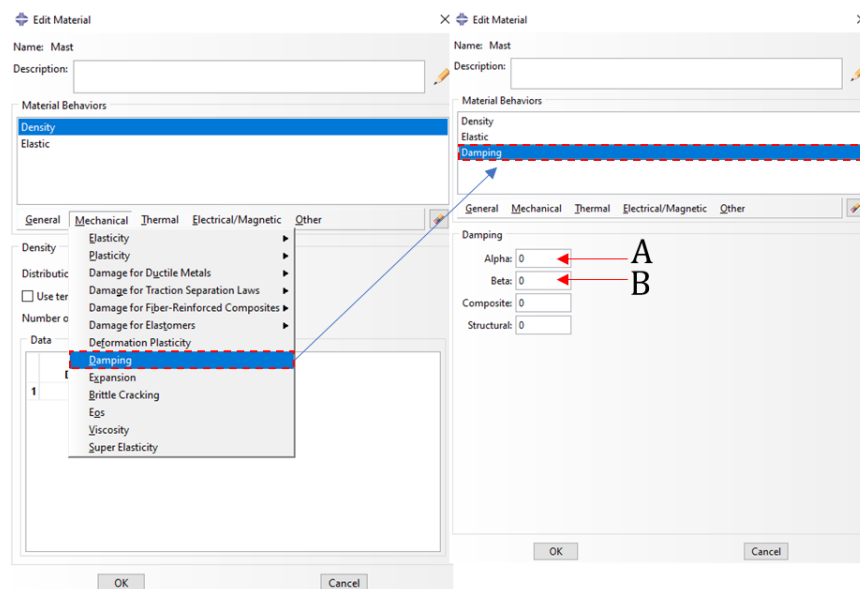 Edit Material
Name: Mast
Description:
Material Behaviors
Density
Elastic
General Mechanical Thermal Electrical/Magnetic Other
Density
Distributio
Use ter
Number o
Data
1
Elasticity
Plasticity
Damage for Ductile Metals
Damage for Traction Separation Laws
Damage for Fiber-Reinforced Composites
Damage for Elastomers
Deformation Plasticity
Damping
Expansion
Brittle Cracking
Eos
Viscosity
Super Elasticity
OK Cancel
Edit Material
Name: Mast
Description:
Material Behaviors
Density
Elastic
Damping
General Mechanical Thermal Electrical/Magnetic Other
Damping
Alpha: 0 A
Beta: 0 B
Composite: 0
Structural: 0
OK Cancel